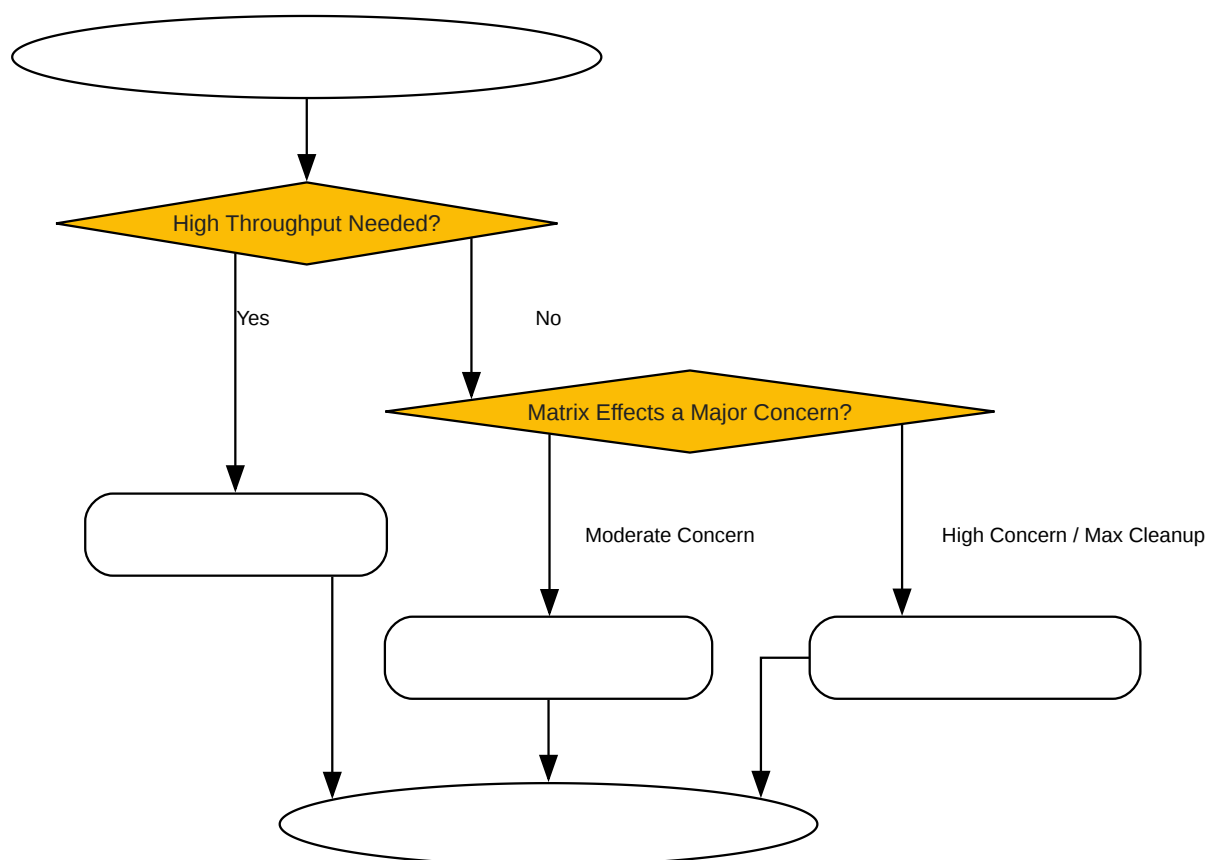 High Throughput Needed?
Yes
No
Matrix Effects a Major Concern?
Moderate Concern
High Concern / Max Cleanup